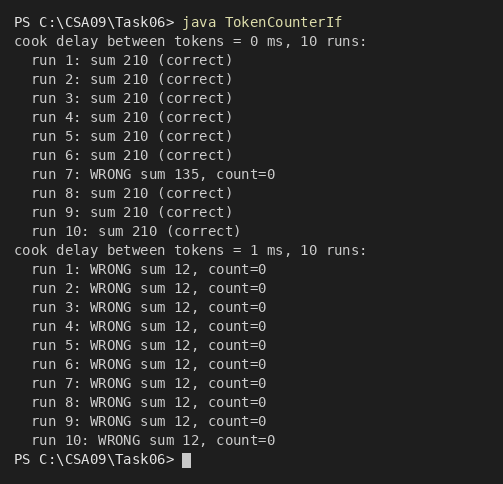 PS C:\CSA09\Task06> java TokenCounterIf
cook delay between tokens = 0 ms, 10 runs:
  run 1: sum 210 (correct)
  run 2: sum 210 (correct)
  run 3: sum 210 (correct)
  run 4: sum 210 (correct)
  run 5: sum 210 (correct)
  run 6: sum 210 (correct)
  run 7: WRONG sum 135, count=0
  run 8: sum 210 (correct)
  run 9: sum 210 (correct)
  run 10: sum 210 (correct)
cook delay between tokens = 1 ms, 10 runs:
  run 1: WRONG sum 12, count=0
  run 2: WRONG sum 12, count=0
  run 3: WRONG sum 12, count=0
  run 4: WRONG sum 12, count=0
  run 5: WRONG sum 12, count=0
  run 6: WRONG sum 12, count=0
  run 7: WRONG sum 12, count=0
  run 8: WRONG sum 12, count=0
  run 9: WRONG sum 12, count=0
  run 10: WRONG sum 12, count=0
PS C:\CSA09\Task06>